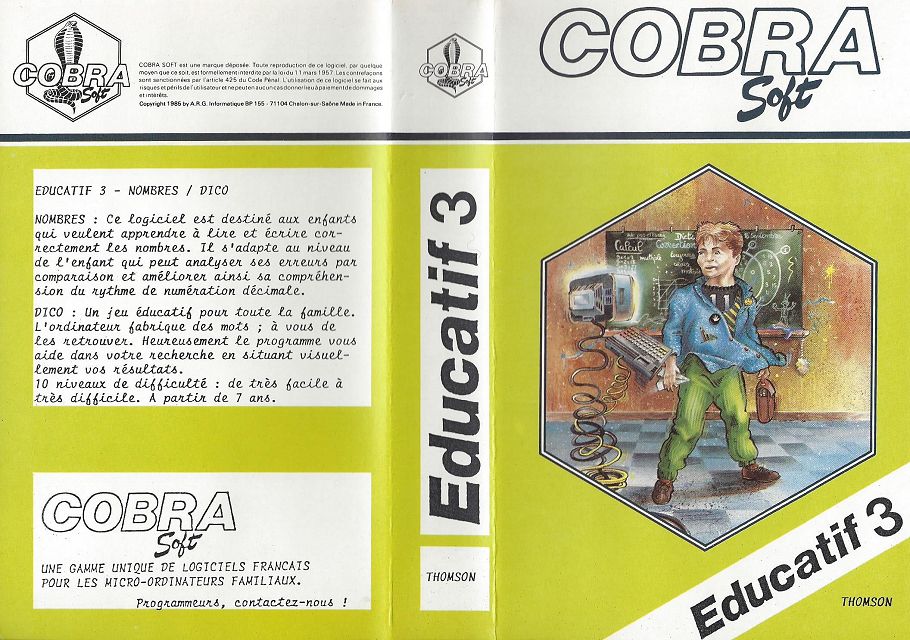 COBRA
Soft
COBRA SOFT est une marque déposée. Toute reproduction de ce logiciel, par quelque
moyen que ce soit, est formellement interdite par la loi du 11 mars 1957. Les contrefaçons
sont sanctionnées par l'article 425 du Code Pénal. L'utilisation de ce logiciel se fait aux
risques et périls de l'utilisateur et ne peut en aucun cas donner lieu à paiement de dommages
et intérêts.
Copyright 1985 by A.R.G. Informatique BP 155 - 71104 Chalon-sur-Saône Made in France.
EDUCATIF 3 - NOMBRES / DICO
NOMBRES : Ce logiciel est destiné aux enfants
qui veulent apprendre à lire et écrire cor-
rectement les nombres. Il s'adapte au niveau
de l'enfant qui peut analyser ses erreurs par
comparaison et améliorer ainsi sa compréhen-
sion du rythme de numération décimale.
DICO : Un jeu éducatif pour toute la famille.
L'ordinateur fabrique des mots ; à vous de
les retrouver. Heureusement le programme vous
aide dans votre recherche en situant visuel-
lement vos résultats.
10 niveaux de difficulté : de très facile à
très difficile. A partir de 7 ans.
COBRA
Soft
UNE GAMME UNIQUE DE LOGICIELS FRANCAIS
POUR LES MICRO-ORDINATEURS FAMILIAUX.
Programmeurs, contactez-nous !
COBRA
Soft
Educatif 3
THOMSON
COBRA
Soft
Calcul
Correction
multiple
Educatif 3
THOMSON